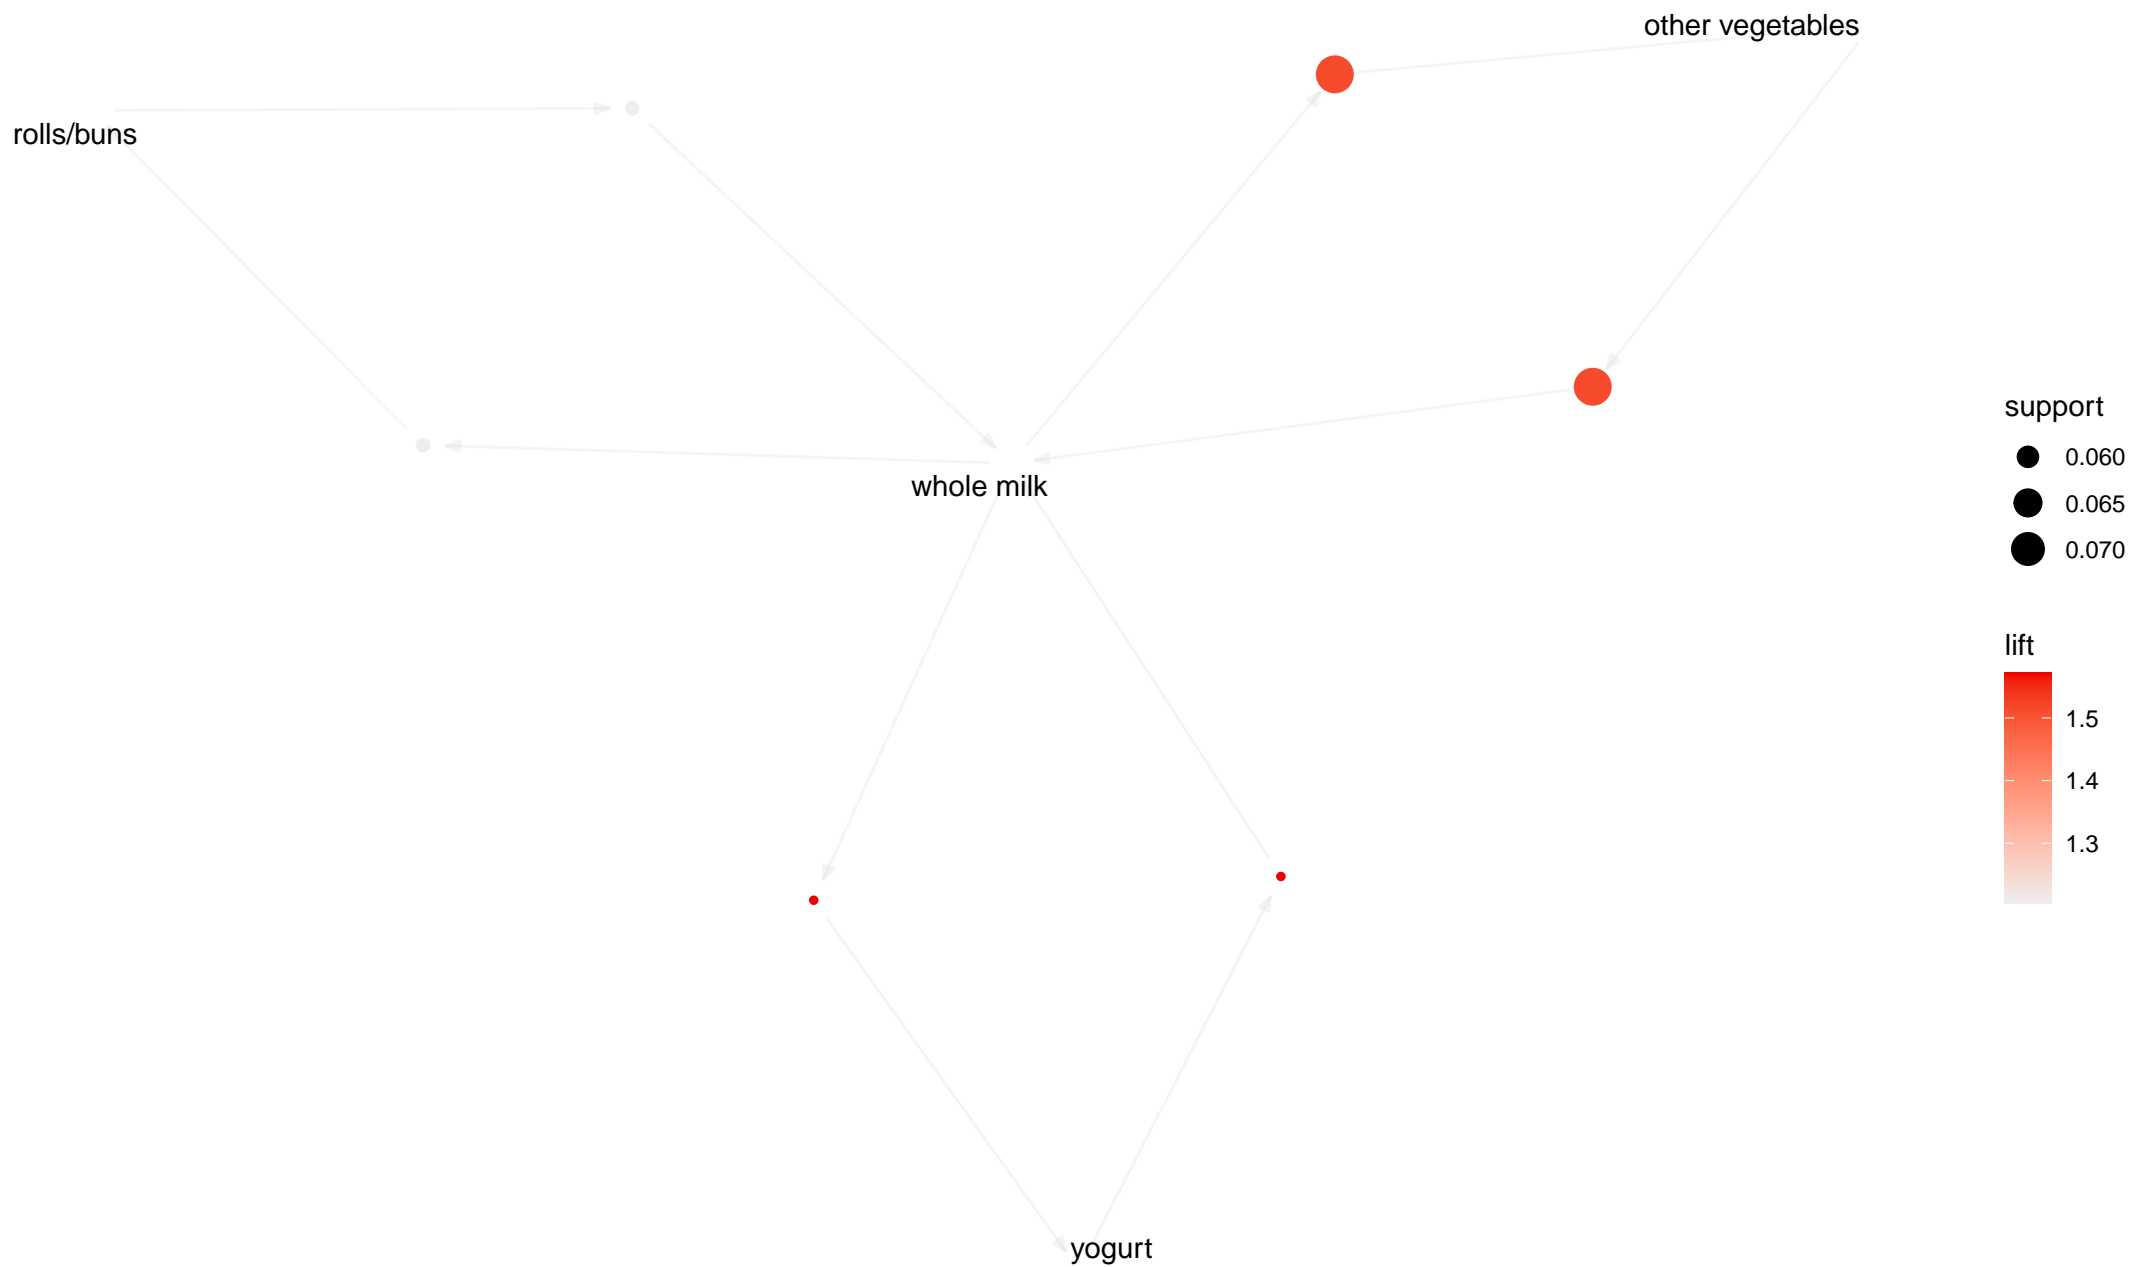 other vegetables
rolls/buns
whole milk
yogurt
support
0.060
0.065
0.070
lift
1.5
1.4
1.3